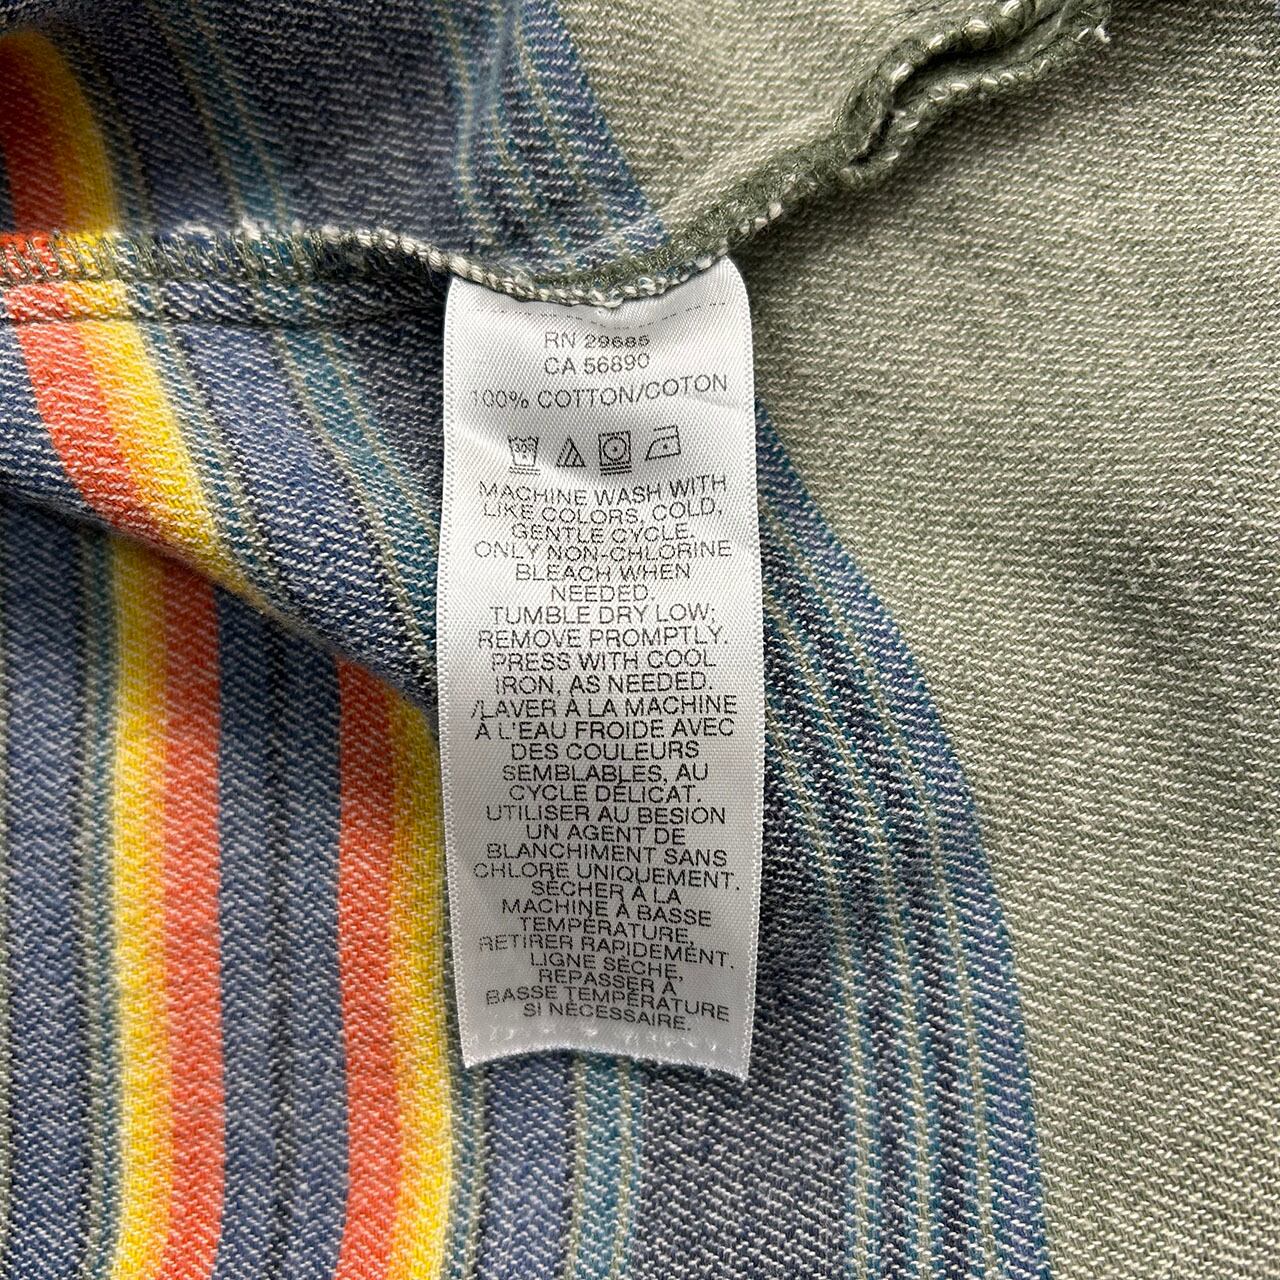 RN 29685
CA 56890
100% COTTON/COTON
30
MACHINE WASH WITH
LIKE COLORS, COLD,
GENTLE CYCLE.
ONLY NON-CHLORINE
BLEACH WHEN
NEEDED.
TUMBLE DRY LOW;
REMOVE PROMPTLY.
PRESS WITH COOL
IRON, AS NEEDED.
/LAVER À LA MACHINE
À L'EAU FROIDE AVEC
DES COULEURS
SEMBLABLES, AU
CYCLE DÉLICAT.
UTILISER AU BESION
UN AGENT DE
BLANCHIMENT SANS
CHLORE UNIQUEMENT.
SÉCHER À LA
MACHINE À BASSE
TEMPÉRATURE,
RETIRER RAPIDEMENT.
LIGNE SÈCHE,
REPASSER À
BASSE TEMPÉRATURE
SI NÉCESSAIRE.